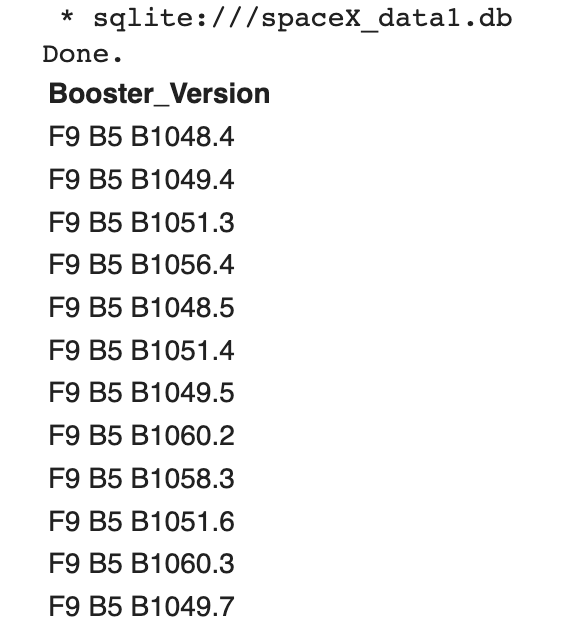 * sqlite:///spaceX_data1.db
Done.
Booster_Version
F9 B5 B1048.4
F9 B5 B1049.4
F9 B5 B1051.3
F9 B5 B1056.4
F9 B5 B1048.5
F9 B5 B1051.4
F9 B5 B1049.5
F9 B5 B1060.2
F9 B5 B1058.3
F9 B5 B1051.6
F9 B5 B1060.3
F9 B5 B1049.7